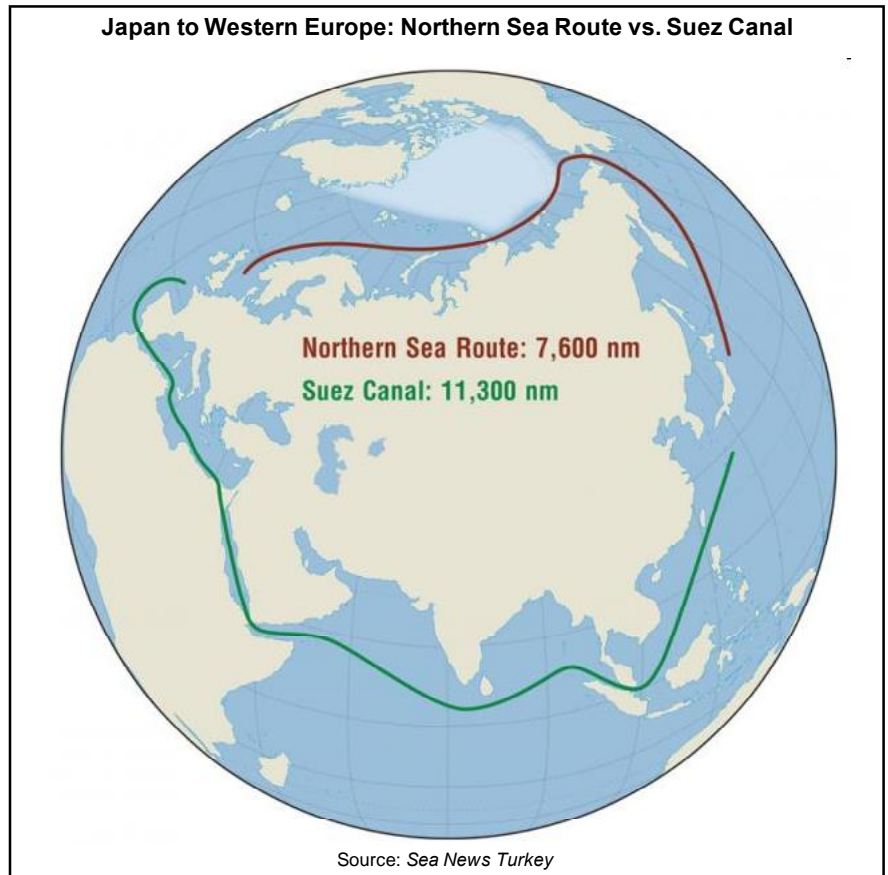 Japan to Western Europe: Northern Sea Route vs. Suez Canal
-
Northern Sea Route: 7,600 nm
Suez Canal: 11,300 nm
Source: Sea News Turkey